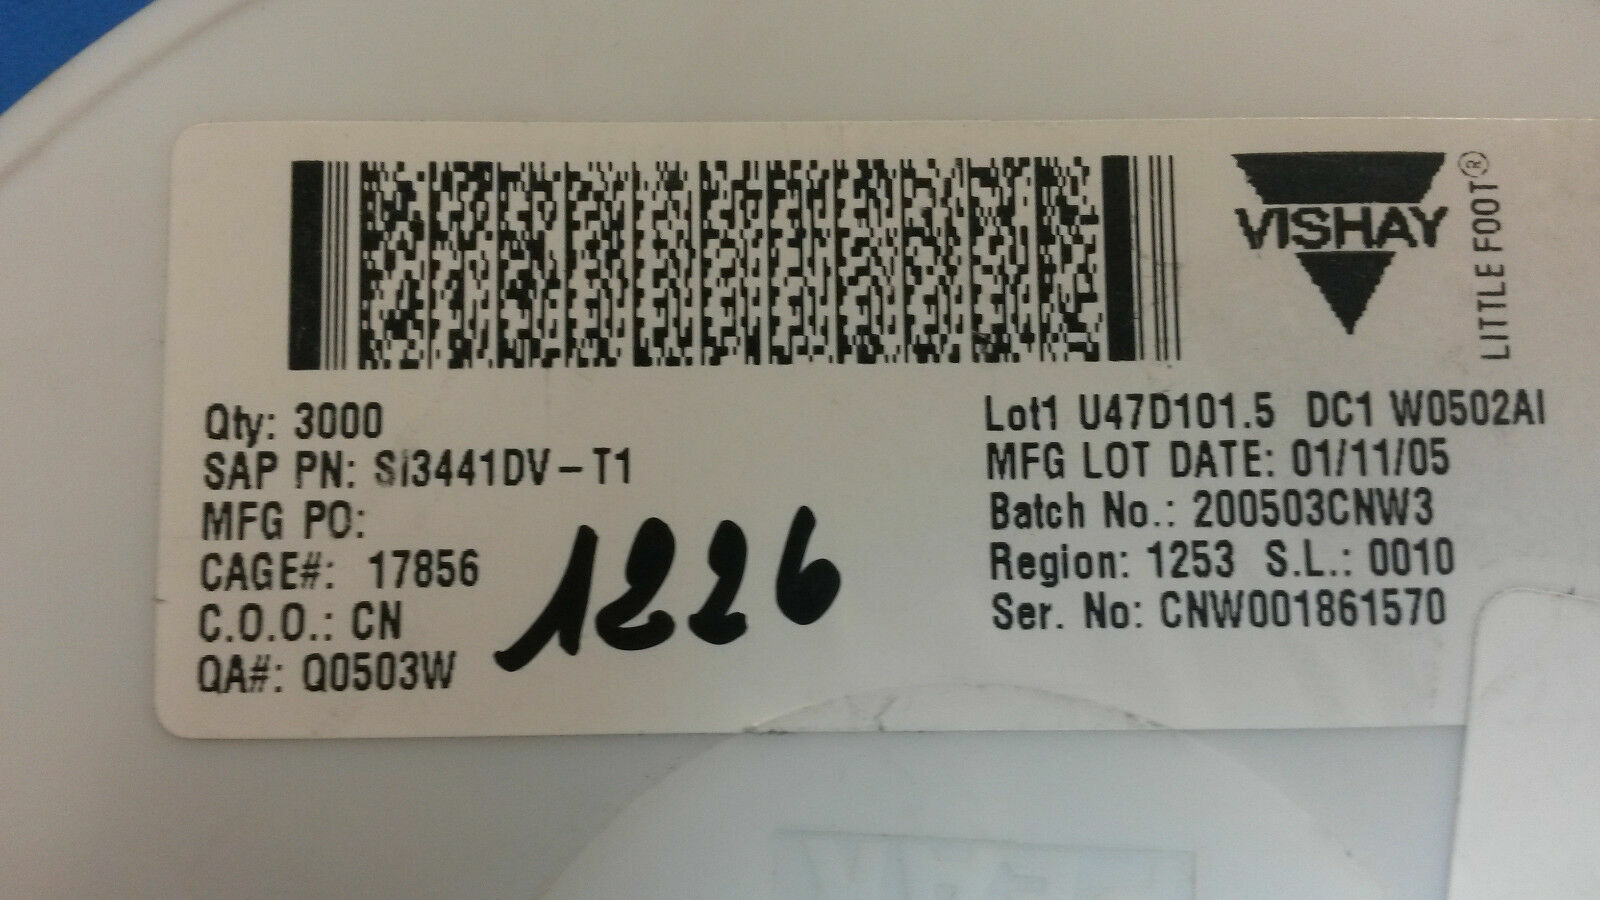 VISHAY
LITTLE FOOT®
Qty: 3000
SAP PN: Si3441DV-T1
MFG PO:
CAGE#: 17856
C.O.O.: CN
QA#: Q0503W
1226
Lot1 U47D101.5 DC1 W0502AI
MFG LOT DATE: 01/11/05
Batch No.: 200503CNW3
Region: 1253 S.L.: 0010
Ser. No: CNW001861570